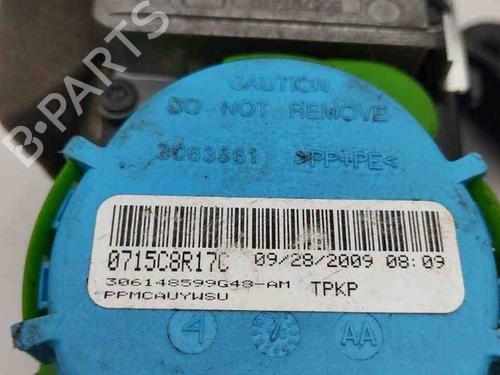 CAUTION
DO NOT REMOVE
3063561 >PP+PE<
0715C8R17C 09/28/2009 08:09
306148599G48-AM TPKP
PPMCAUYWSU
4 AA
B-PARTS